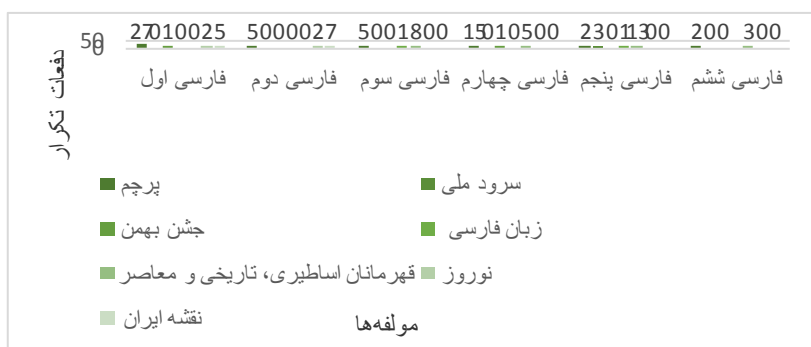 50
0
27010025 5000027 5001800 15010500 23011300 200 300
فارسی اول فارسی دوم فارسی سوم فارسی چهارم فارسی پنجم فارسی ششم
دفعات تکرار
پرچم سرود ملی
جشن بهمن زبان فارسی
قهرمانان اساطیری، تاریخی و معاصر نوروز
نقشه ایران
مولفه‌ها